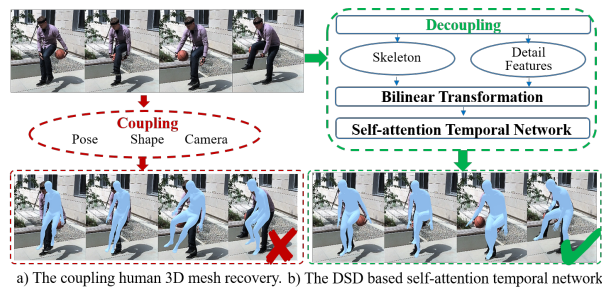 Decoupling
Skeleton
Detail
Features
Bilinear Transformation
Self-attention Temporal Network
Coupling
Pose Shape Camera
a) The coupling human 3D mesh recovery. b) The DSD based self-attention temporal network